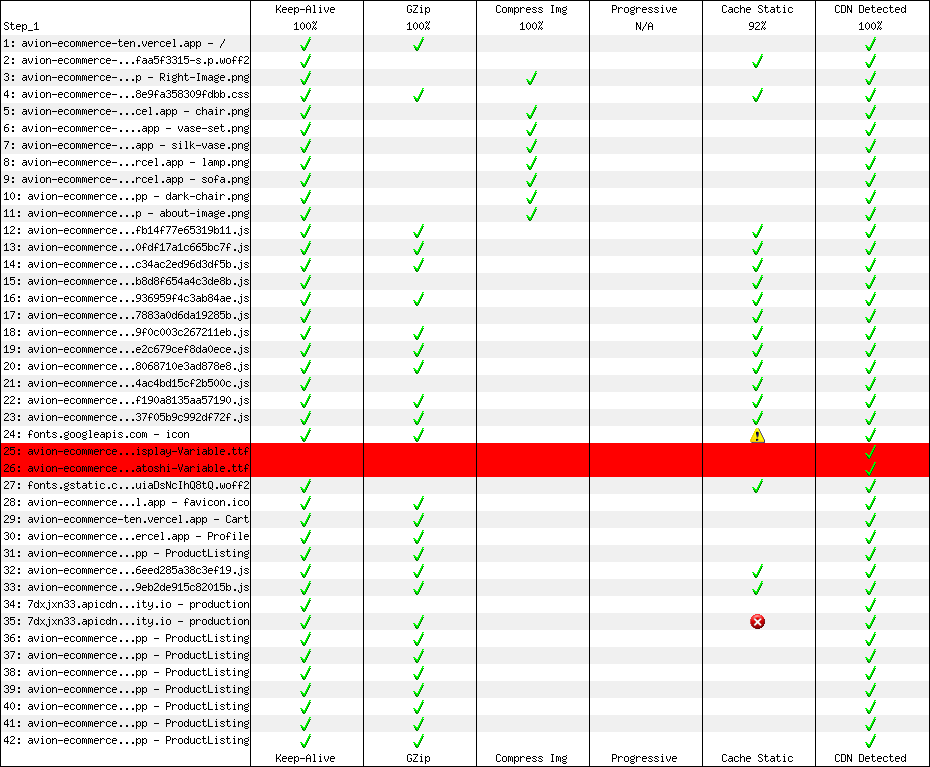 Keep-Alive GZip Compress Img Progressive Cache Static CDN Detected
Step_1 100% 100% 100% N/A 92% 100%
1: avion-ecommerce-ten.vercel.app - /
2: avion-ecommerce-...faa5f3315-s.p.woff2
3: avion-ecommerce-...p - Right-Image.png
4: avion-ecommerce-...8e9fa358309fdbb.css
5: avion-ecommerce-...cel.app - chair.png
6: avion-ecommerce-....app - vase-set.png
7: avion-ecommerce-...app - silk-vase.png
8: avion-ecommerce-...rcel.app - lamp.png
9: avion-ecommerce-...rcel.app - sofa.png
10: avion-ecommerce...pp - dark-chair.png
11: avion-ecommerce...p - about-image.png
12: avion-ecommerce...fb14f77e65319b11.js
13: avion-ecommerce...0fdf17a1c665bc7f.js
14: avion-ecommerce...c34ac2ed96d3df5b.js
15: avion-ecommerce...b8d8f654a4c3de8b.js
16: avion-ecommerce...936959f4c3ab84ae.js
17: avion-ecommerce...7883a0d6da19285b.js
18: avion-ecommerce...9f0c003c267211eb.js
19: avion-ecommerce...e2c679cef8da0ece.js
20: avion-ecommerce...8068710e3ad878e8.js
21: avion-ecommerce...4ac4bd15cf2b500c.js
22: avion-ecommerce...f190a8135aa57190.js
23: avion-ecommerce...37f05b9c992df72f.js
24: fonts.googleapis.com - icon
25: avion-ecommerce...isplay-Variable.ttf
26: avion-ecommerce...atoshi-Variable.ttf
27: fonts.gstatic.c...uiaDsNcIhQ8tQ.woff2
28: avion-ecommerce...l.app - favicon.ico
29: avion-ecommerce-ten.vercel.app - Cart
30: avion-ecommerce...ercel.app - Profile
31: avion-ecommerce...pp - ProductListing
32: avion-ecommerce...6eed285a38c3ef19.js
33: avion-ecommerce...9eb2de915c82015b.js
34: 7dxjxn33.apicdn...ity.io - production
35: 7dxjxn33.apicdn...ity.io - production
36: avion-ecommerce...pp - ProductListing
37: avion-ecommerce...pp - ProductListing
38: avion-ecommerce...pp - ProductListing
39: avion-ecommerce...pp - ProductListing
40: avion-ecommerce...pp - ProductListing
41: avion-ecommerce...pp - ProductListing
42: avion-ecommerce...pp - ProductListing
Keep-Alive GZip Compress Img Progressive Cache Static CDN Detected